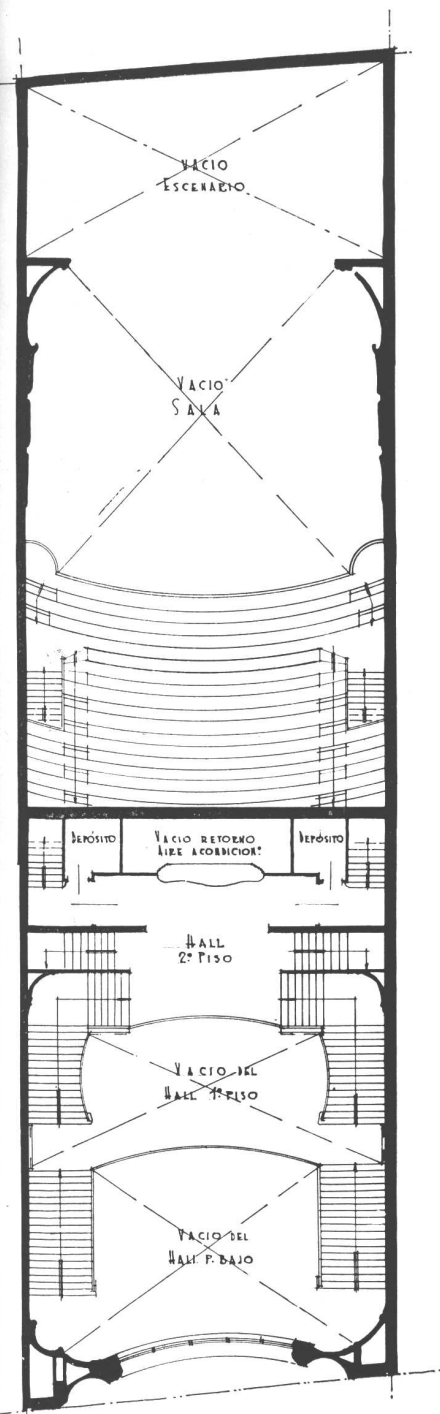 VACIO
ESCENARIO
VACIO
SALA
DEPÓSITO
VACIO RETORNO
AIRE ACONDICION.º
DEPÓSITO
HALL
2º PISO
VACIO DEL
HALL 1º PISO
VACIO DEL
HALL P. BAJO